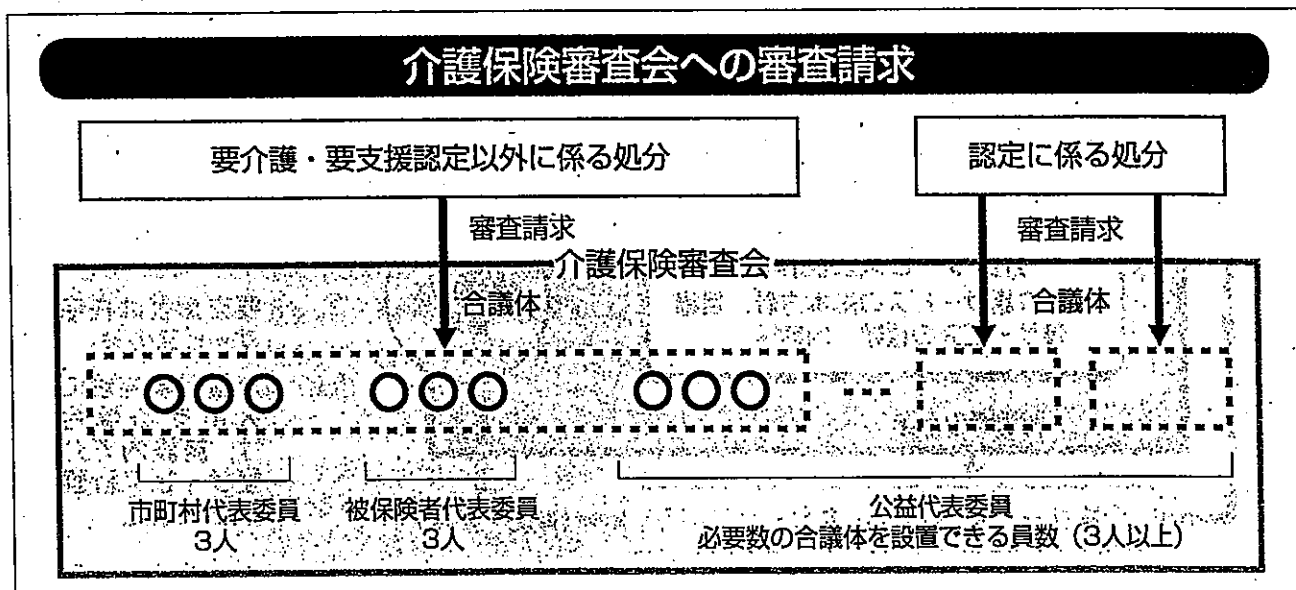 介護保険審査会への審査請求
要介護・要支援認定以外に係る処分
認定に係る処分
審査請求
審査請求
介護保険審査会
合議体
合議体
市町村代表委員
3人
被保険者代表委員
3人
公益代表委員
必要数の合議体を設置できる員数（3人以上）